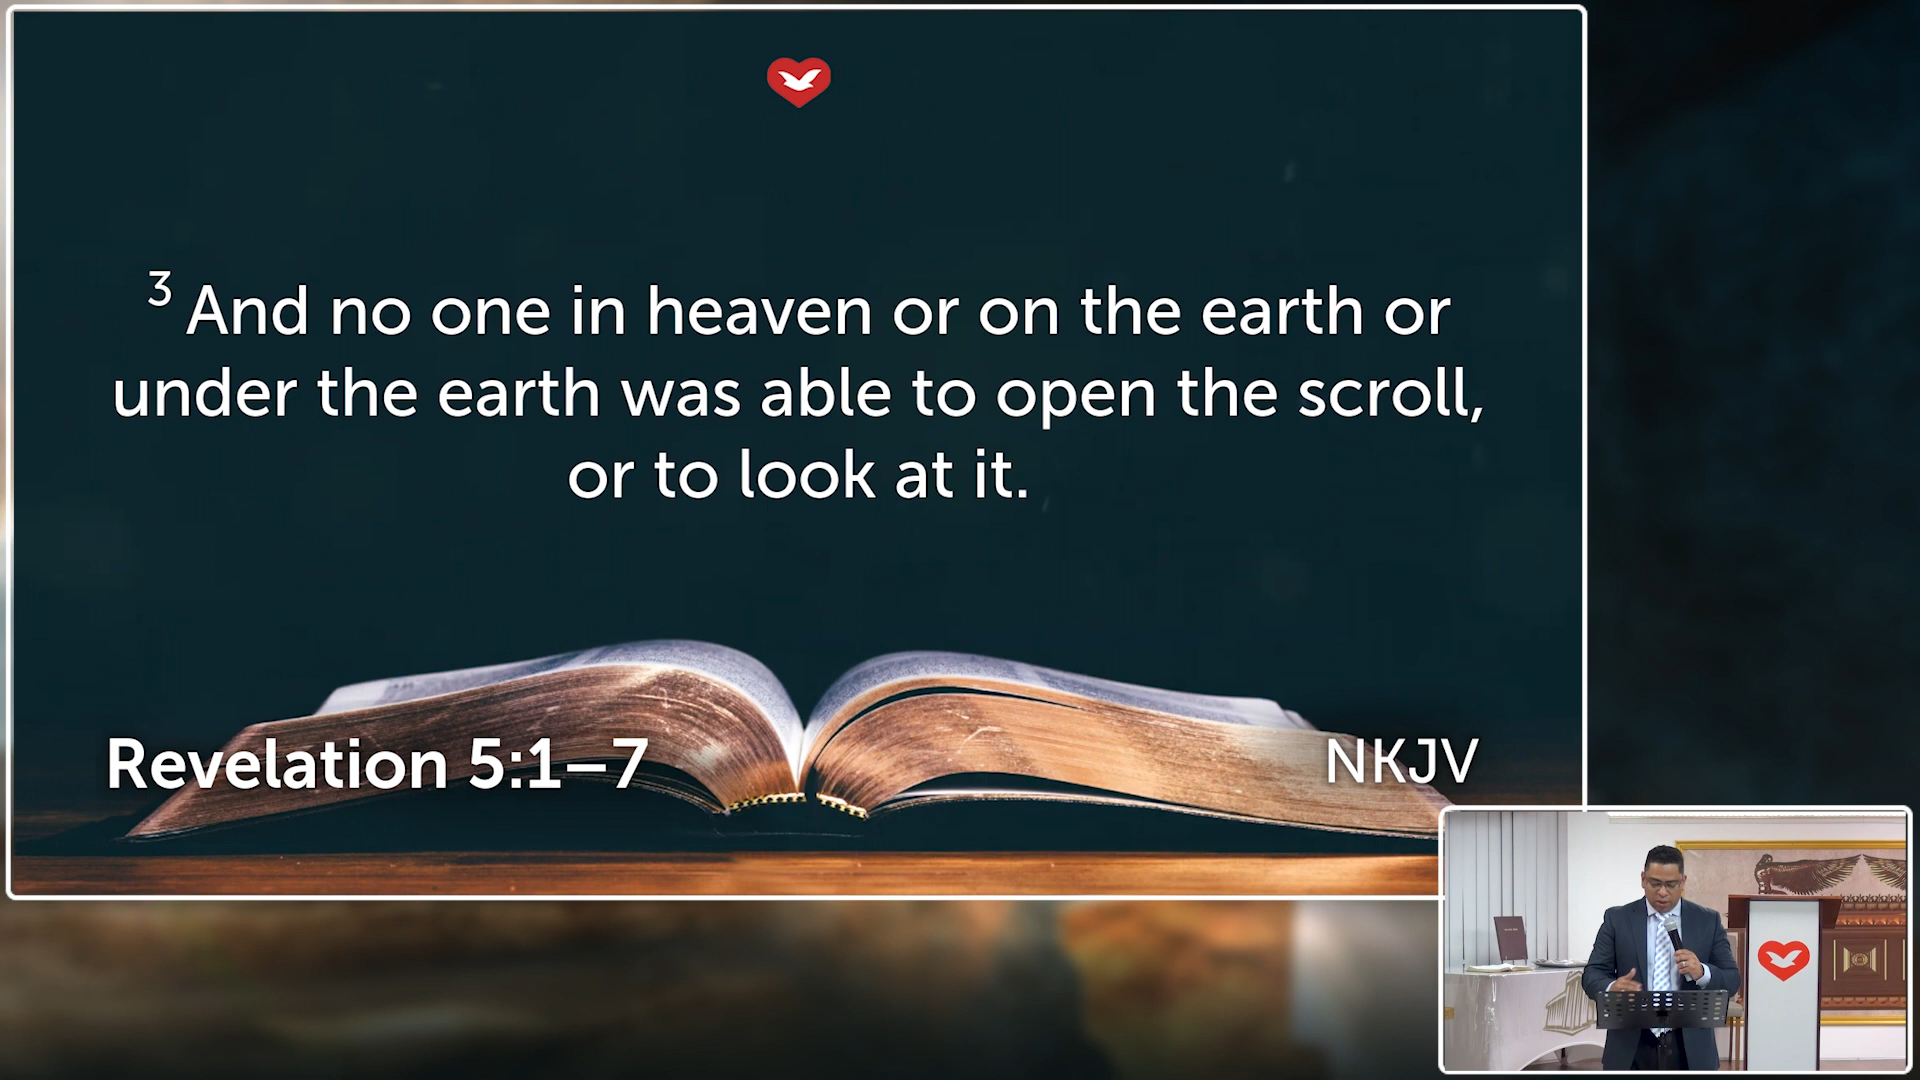 3 And no one in heaven or on the earth or
under the earth was able to open the scroll,
or to look at it.
Revelation 5:1–7
NKJV